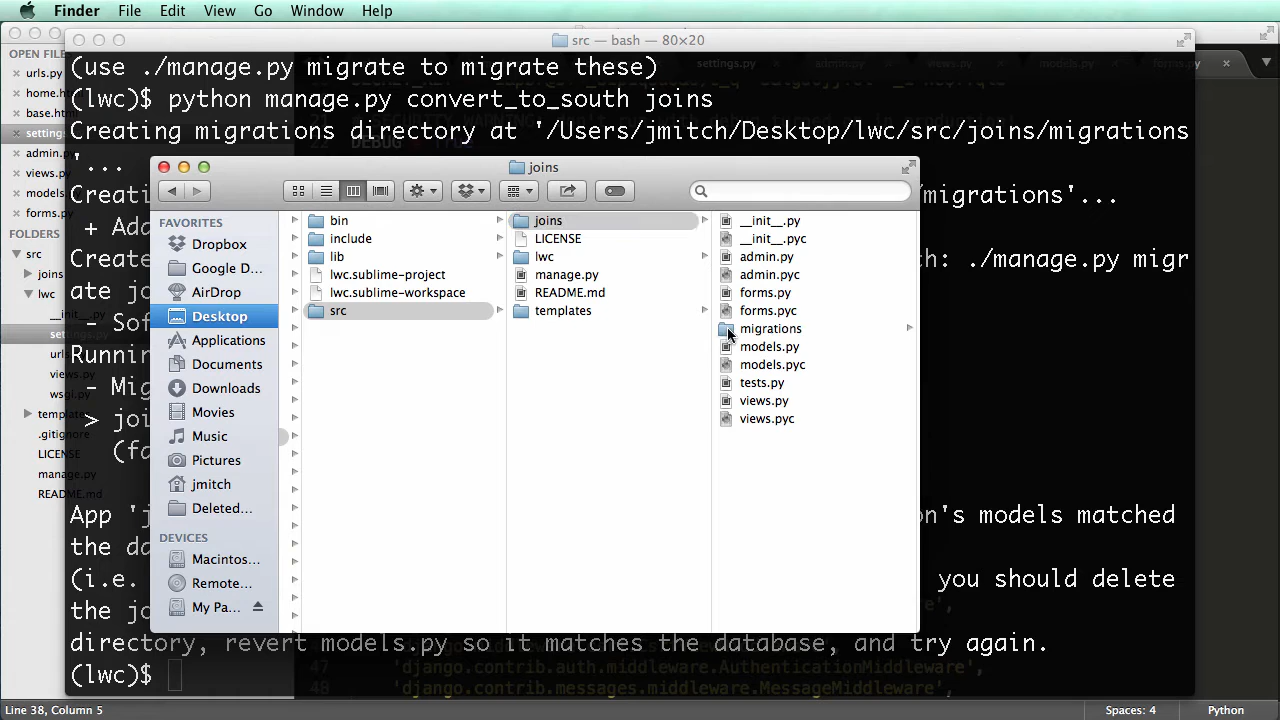 Finder File Edit View Go Window Help
src — bash — 80×20
OPEN FILE
urls.py
home.h
base.htm
setting
admin.py
views.py
models.
forms.py
FOLDERS
src
joins
lwc
__init__.p
settings.p
urls
views.py
wsgi.py
template
.gitignore
LICENSE
manage.py
README.md
settings.py admin.py views.py models.py forms.py
(use ./manage.py migrate to migrate these)
(lwc)$ python manage.py convert_to_south joins
Creating migrations directory at '/Users/jmitch/Desktop/lwc/src/joins/migrations
'...
Creati
/migrations'...
+ Adde
Create
h: ./manage.py migr
ate jo
- Sof
Runnin
- Mig
> joi
(fa
App 'j
n's models matched
the da
(i.e.
you should delete
the jo
directory, revert models.py so it matches the database, and try again.
(lwc)$
joins
FAVORITES
Dropbox
Google D...
AirDrop
Desktop
Applications
Documents
Downloads
Movies
Music
Pictures
jmitch
Deleted...
DEVICES
Macintos...
Remote...
My Pa...
bin
include
lib
lwc.sublime-project
lwc.sublime-workspace
src
joins
LICENSE
lwc
manage.py
README.md
templates
__init__.py
__init__.pyc
admin.py
admin.pyc
forms.py
forms.pyc
migrations
models.py
models.pyc
tests.py
views.py
views.pyc
47 'django.contrib.auth.middleware.AuthenticationMiddleware',
48 'django.contrib.messages.middleware.MessageMiddleware',
Line 38, Column 5 Spaces: 4 Python